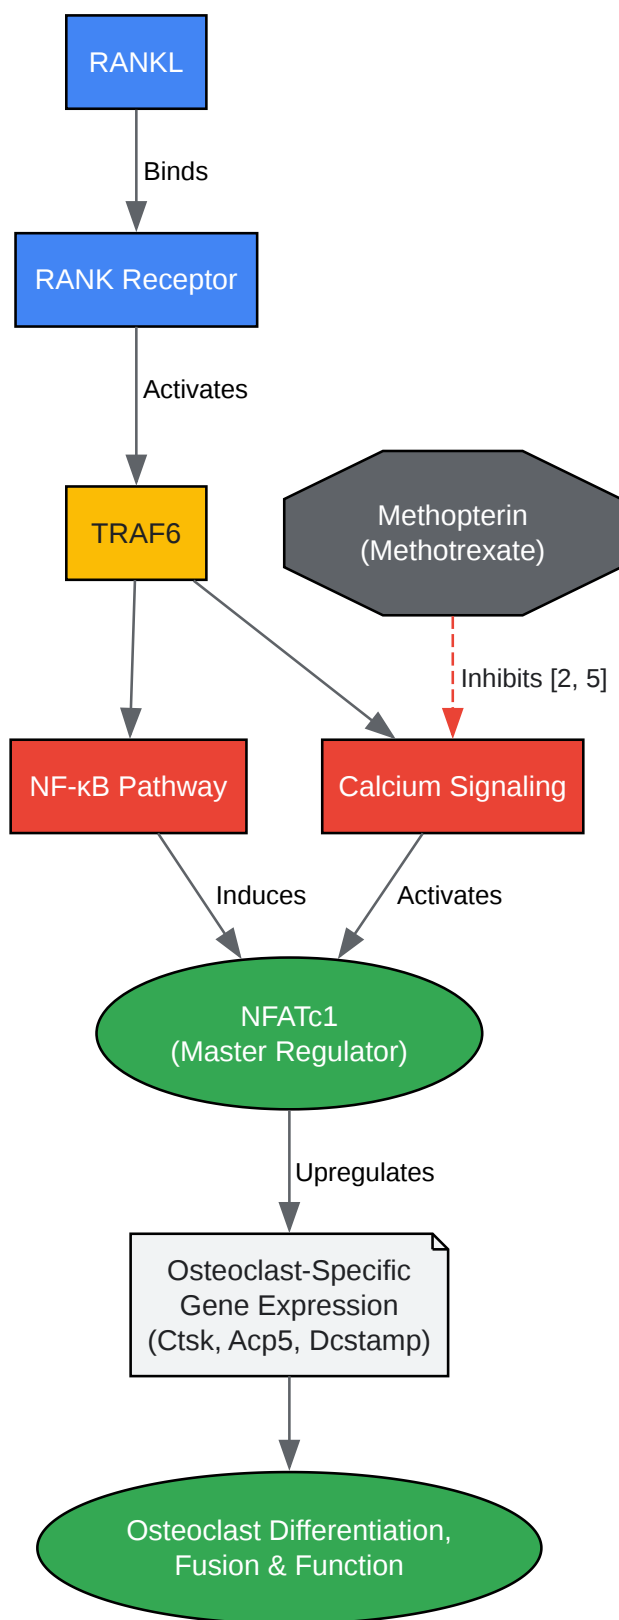 RANKL
Binds
RANK Receptor
Activates
TRAF6
Methopterin
(Methotrexate)
Inhibits [2, 5]
NF-κB Pathway
Calcium Signaling
Induces
Activates
NFATc1
(Master Regulator)
Upregulates
Osteoclast-Specific
Gene Expression
(Ctsk, Acp5, Dcstamp)
Osteoclast Differentiation,
Fusion & Function